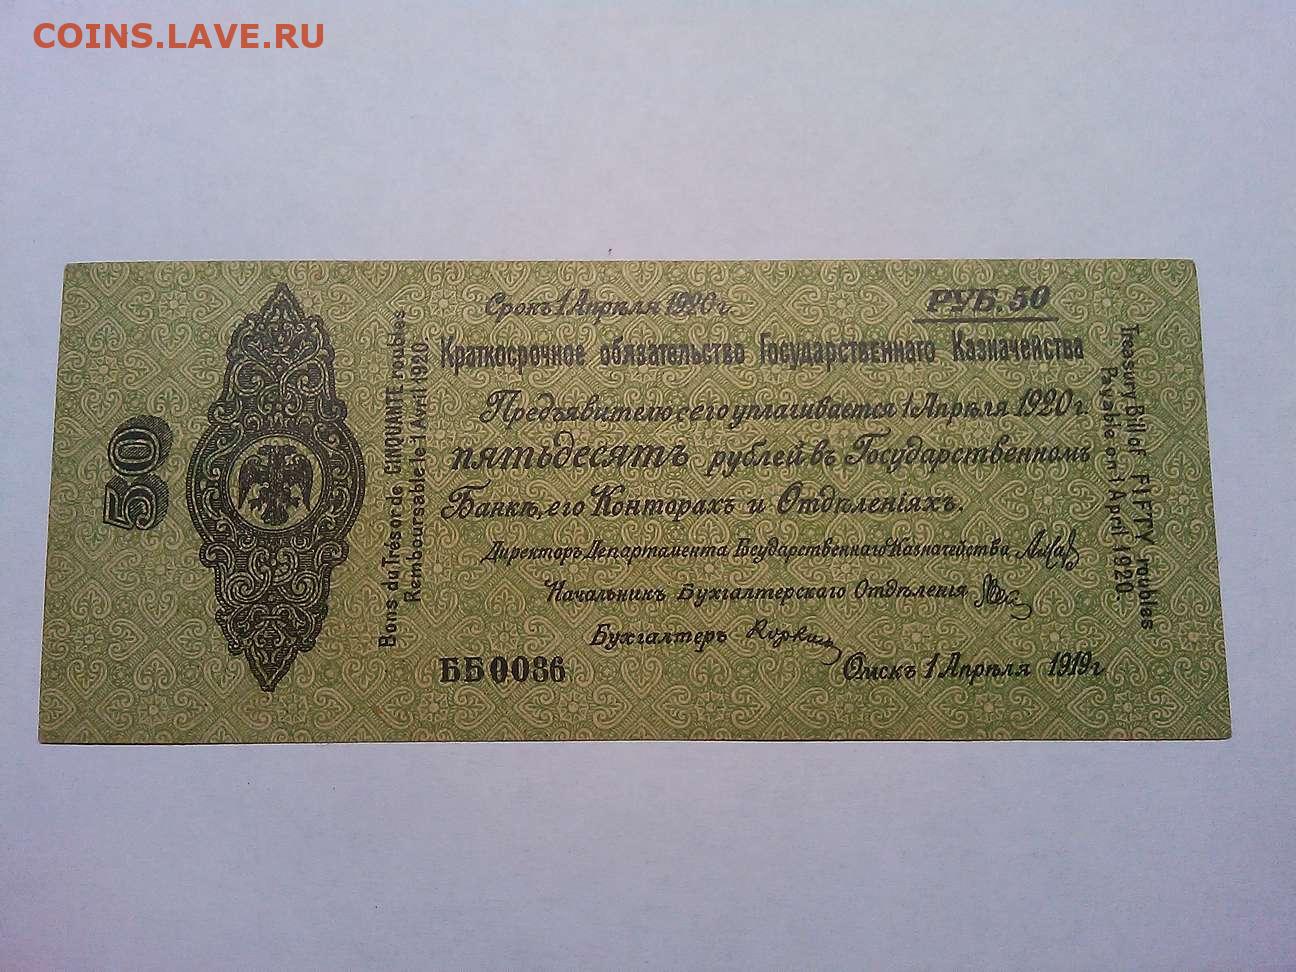 COINS.LAVE.RU
50
Bons du Trésor de CINQUANTE roubles
Remboursable le 1 Avril 1920.
Срокъ 1 Апрѣля 1920 г.
РУБ. 50
Краткосрочное обязательство Государственнаго Казначейства
Предъявителю сего уплачивается 1 Апрѣля 1920 г.
пятьдесятъ рублей въ Государственномъ
Банкѣ, его Конторахъ и Отдѣленіяхъ.
Директоръ Департамента Государственнаго Казначейства
Начальникъ Бухгалтерскаго Отдѣленія
Бухгалтеръ
ББ0086
Омскъ 1 Апрѣля 1919 г.
Treasury Bill of FIFTY roubles
Payable on 1 April 1920.